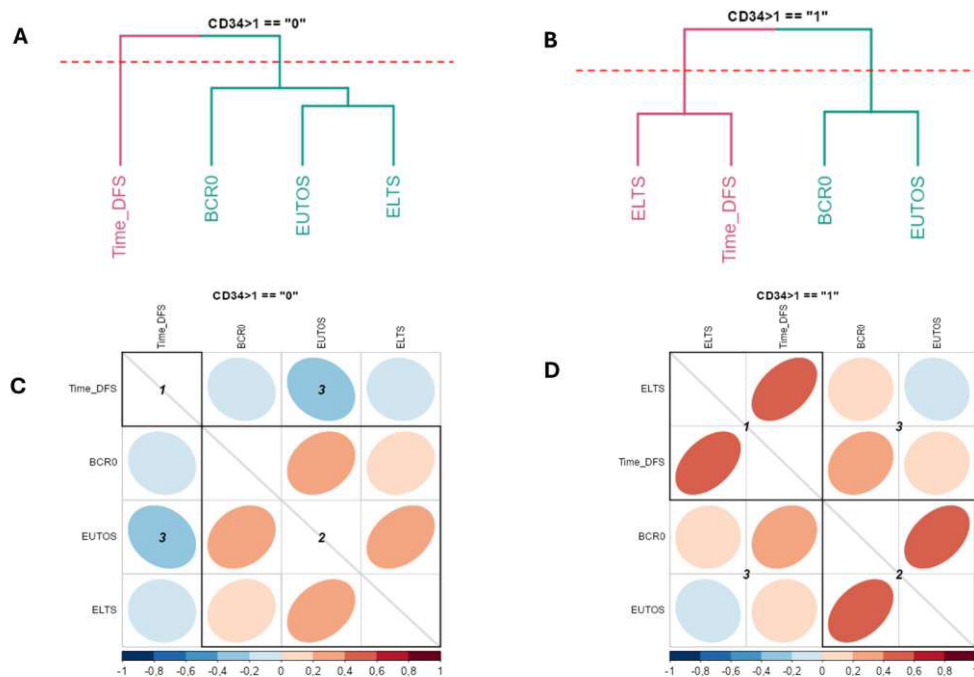 A
CD34>1 == "0"
Time_DFS
BCR0
EUTOS
ELTS
B
CD34>1 == "1"
ELTS
Time_DFS
BCR0
EUTOS
C
CD34>1 == "0"
Time_DFS
BCR0
EUTOS
ELTS
Time_DFS
1
3
BCR0
EUTOS
3
2
ELTS
-1 -0,8 -0,6 -0,4 -0,2 0 0,2 0,4 0,6 0,8 1
D
CD34>1 == "1"
ELTS
Time_DFS
BCR0
EUTOS
ELTS
1
3
Time_DFS
BCR0
3
2
EUTOS
-1 -0,8 -0,6 -0,4 -0,2 0 0,2 0,4 0,6 0,8 1